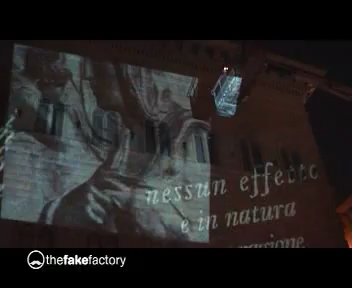 nessun effetto
è in natura
thefakefactory